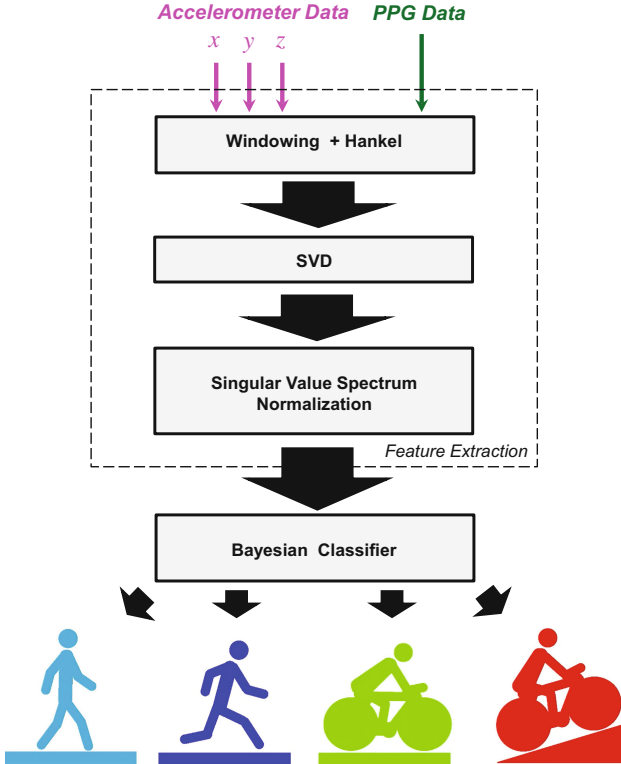 Accelerometer Data PPG Data
x y z
Windowing + Hankel
SVD
Singular Value Spectrum
Normalization
Feature Extraction
Bayesian Classifier